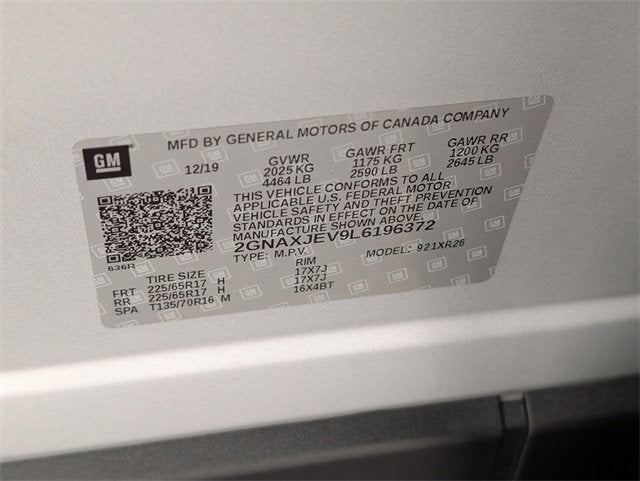 GM
MFD BY GENERAL MOTORS OF CANADA COMPANY
12/19 GVWR GAWR FRT GAWR RR
2025 KG 1175 KG 1200 KG
4464 LB 2590 LB 2645 LB
THIS VEHICLE CONFORMS TO ALL
APPLICABLE U.S. FEDERAL MOTOR
VEHICLE SAFETY AND THEFT PREVENTION
STANDARDS IN EFFECT ON THE DATE OF
MANUFACTURE SHOWN ABOVE.
2GNAXJEV9L6196372
TYPE: M.P.V. MODEL: 921XR26
636R
TIRE SIZE RIM
FRT 225/65R17 H 17X7J
RR 225/65R17 H 17X7J
SPA T135/70R16 M 16X4BT